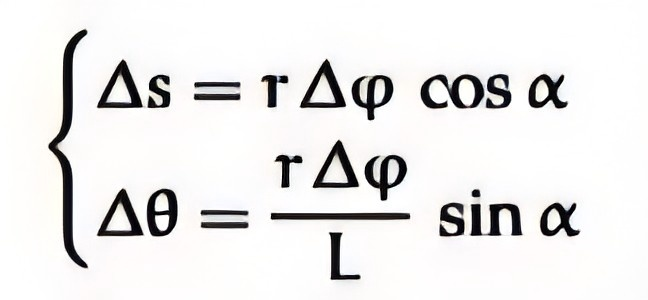 Δs = r Δφ cos α
Δθ = r Δφ / L sin α